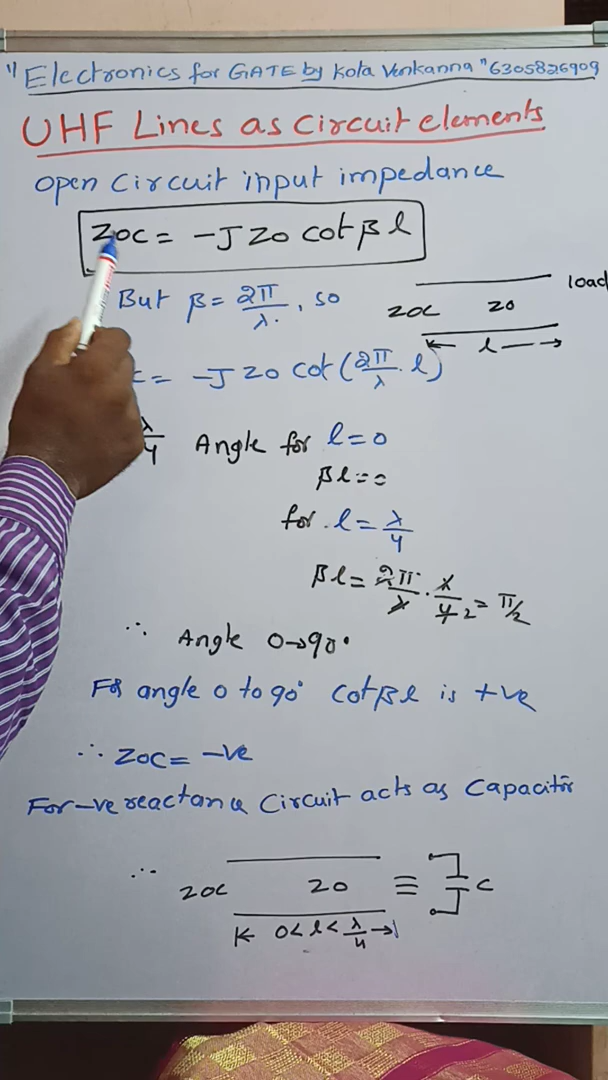 "Electronics for GATE by Kota Venkanna" 6305826909
UHF Lines as circuit elements
open circuit input impedance
ZOC = -J ZO cot β l
But β = 2π/λ, so
load
ZOC ZO
l
= -J ZO cot (2π/λ . l)
λ/4 Angle for l = 0
βl = 0
for l = λ/4
βl = 2π/λ . λ/4 2 = π/2
∴ Angle 0→90°
For angle 0 to 90° cot βl is +ve
∴ ZOC = -ve
For -ve reactance circuit acts as capacitor
∴ ZOC ZO ≡ C
0 < l < λ/4